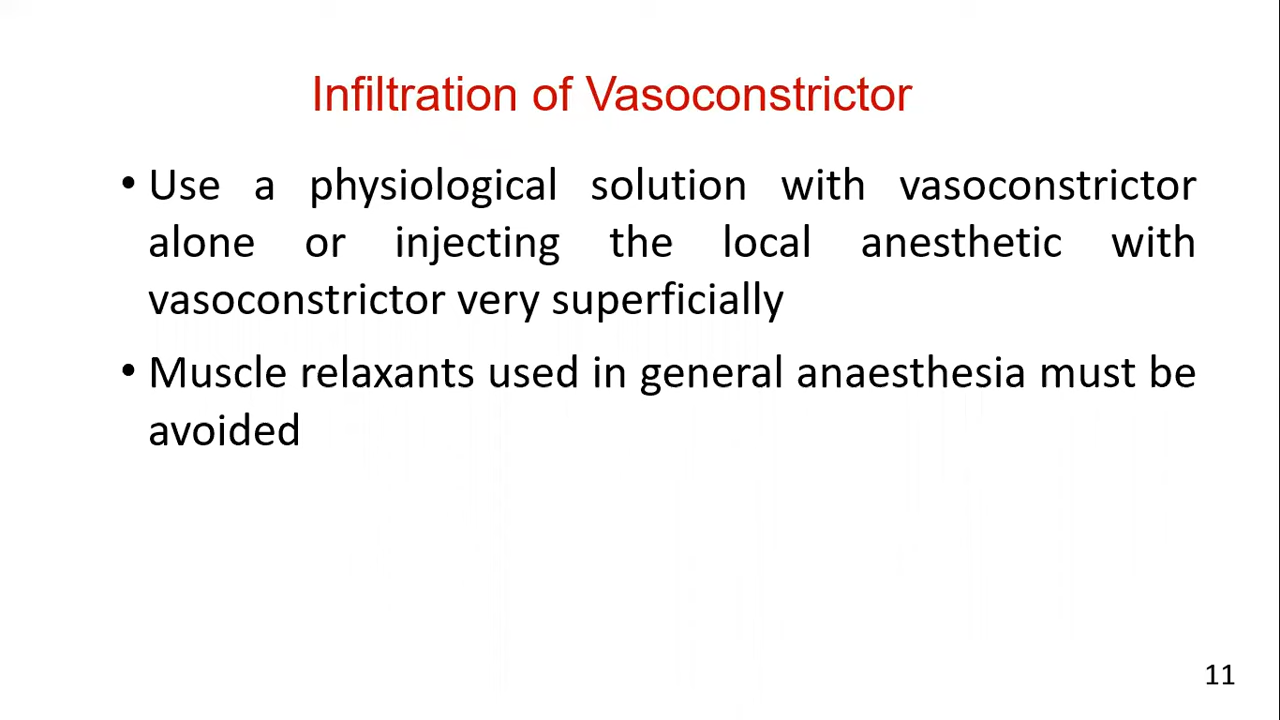 Infiltration of Vasoconstrictor
• Use a physiological solution with vasoconstrictor
alone or injecting the local anesthetic with
vasoconstrictor very superficially
• Muscle relaxants used in general anaesthesia must be
avoided
11